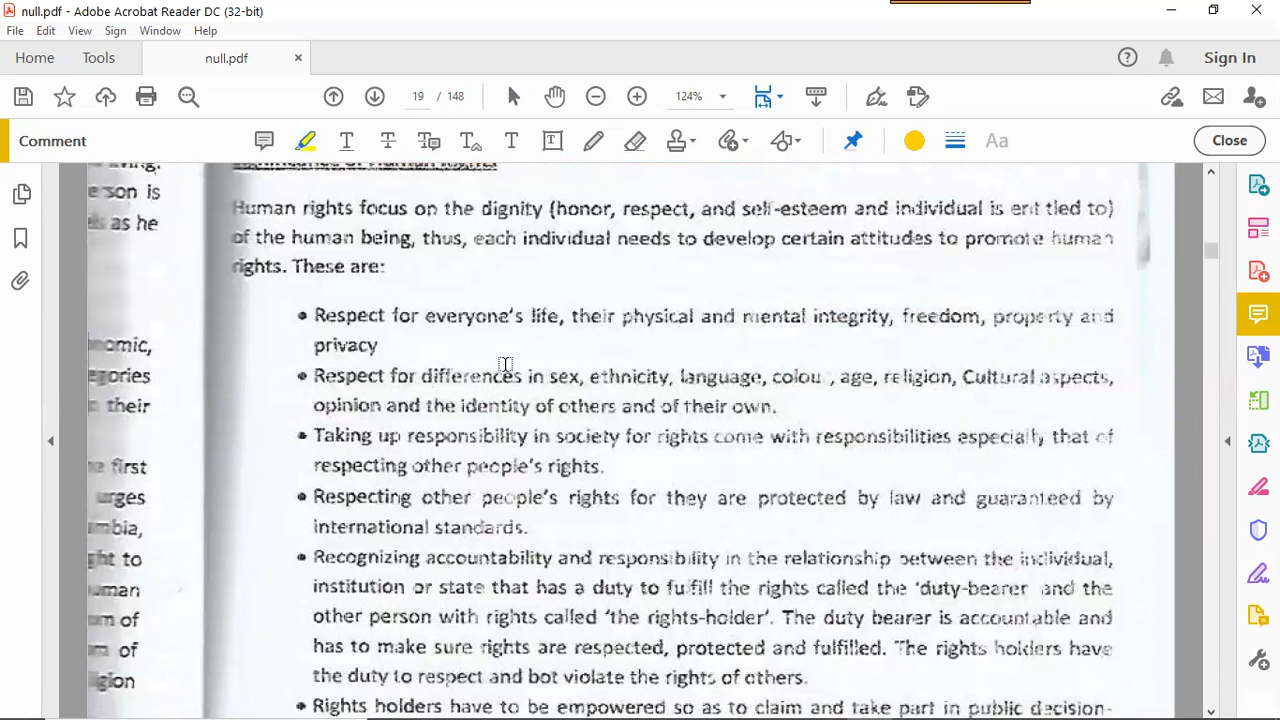 null.pdf - Adobe Acrobat Reader DC (32-bit)
File Edit View Sign Window Help
Home Tools null.pdf × Sign In
19 / 148 124%
Comment Aa Close
Significance of Human Rights
Human rights focus on the dignity (honor, respect, and self-esteem and individual is entitled to)
of the human being, thus, each individual needs to develop certain attitudes to promote human
rights. These are:
• Respect for everyone's life, their physical and mental integrity, freedom, property and
privacy
• Respect for differences in sex, ethnicity, language, colour, age, religion, Cultural aspects,
opinion and the identity of others and of their own.
• Taking up responsibility in society for rights come with responsibilities especially that of
respecting other people's rights.
• Respecting other people's rights for they are protected by law and guaranteed by
international standards.
• Recognizing accountability and responsibility in the relationship between the individual,
institution or state that has a duty to fulfill the rights called the 'duty-bearer and the
other person with rights called 'the rights-holder'. The duty bearer is accountable and
has to make sure rights are respected, protected and fulfilled. The rights holders have
the duty to respect and bot violate the rights of others.
• Rights holders have to be empowered so as to claim and take part in public decision-
erson is
as he
nomic,
egories
their
first
urges
mbia,
ght to
uman
om of
m of
igion